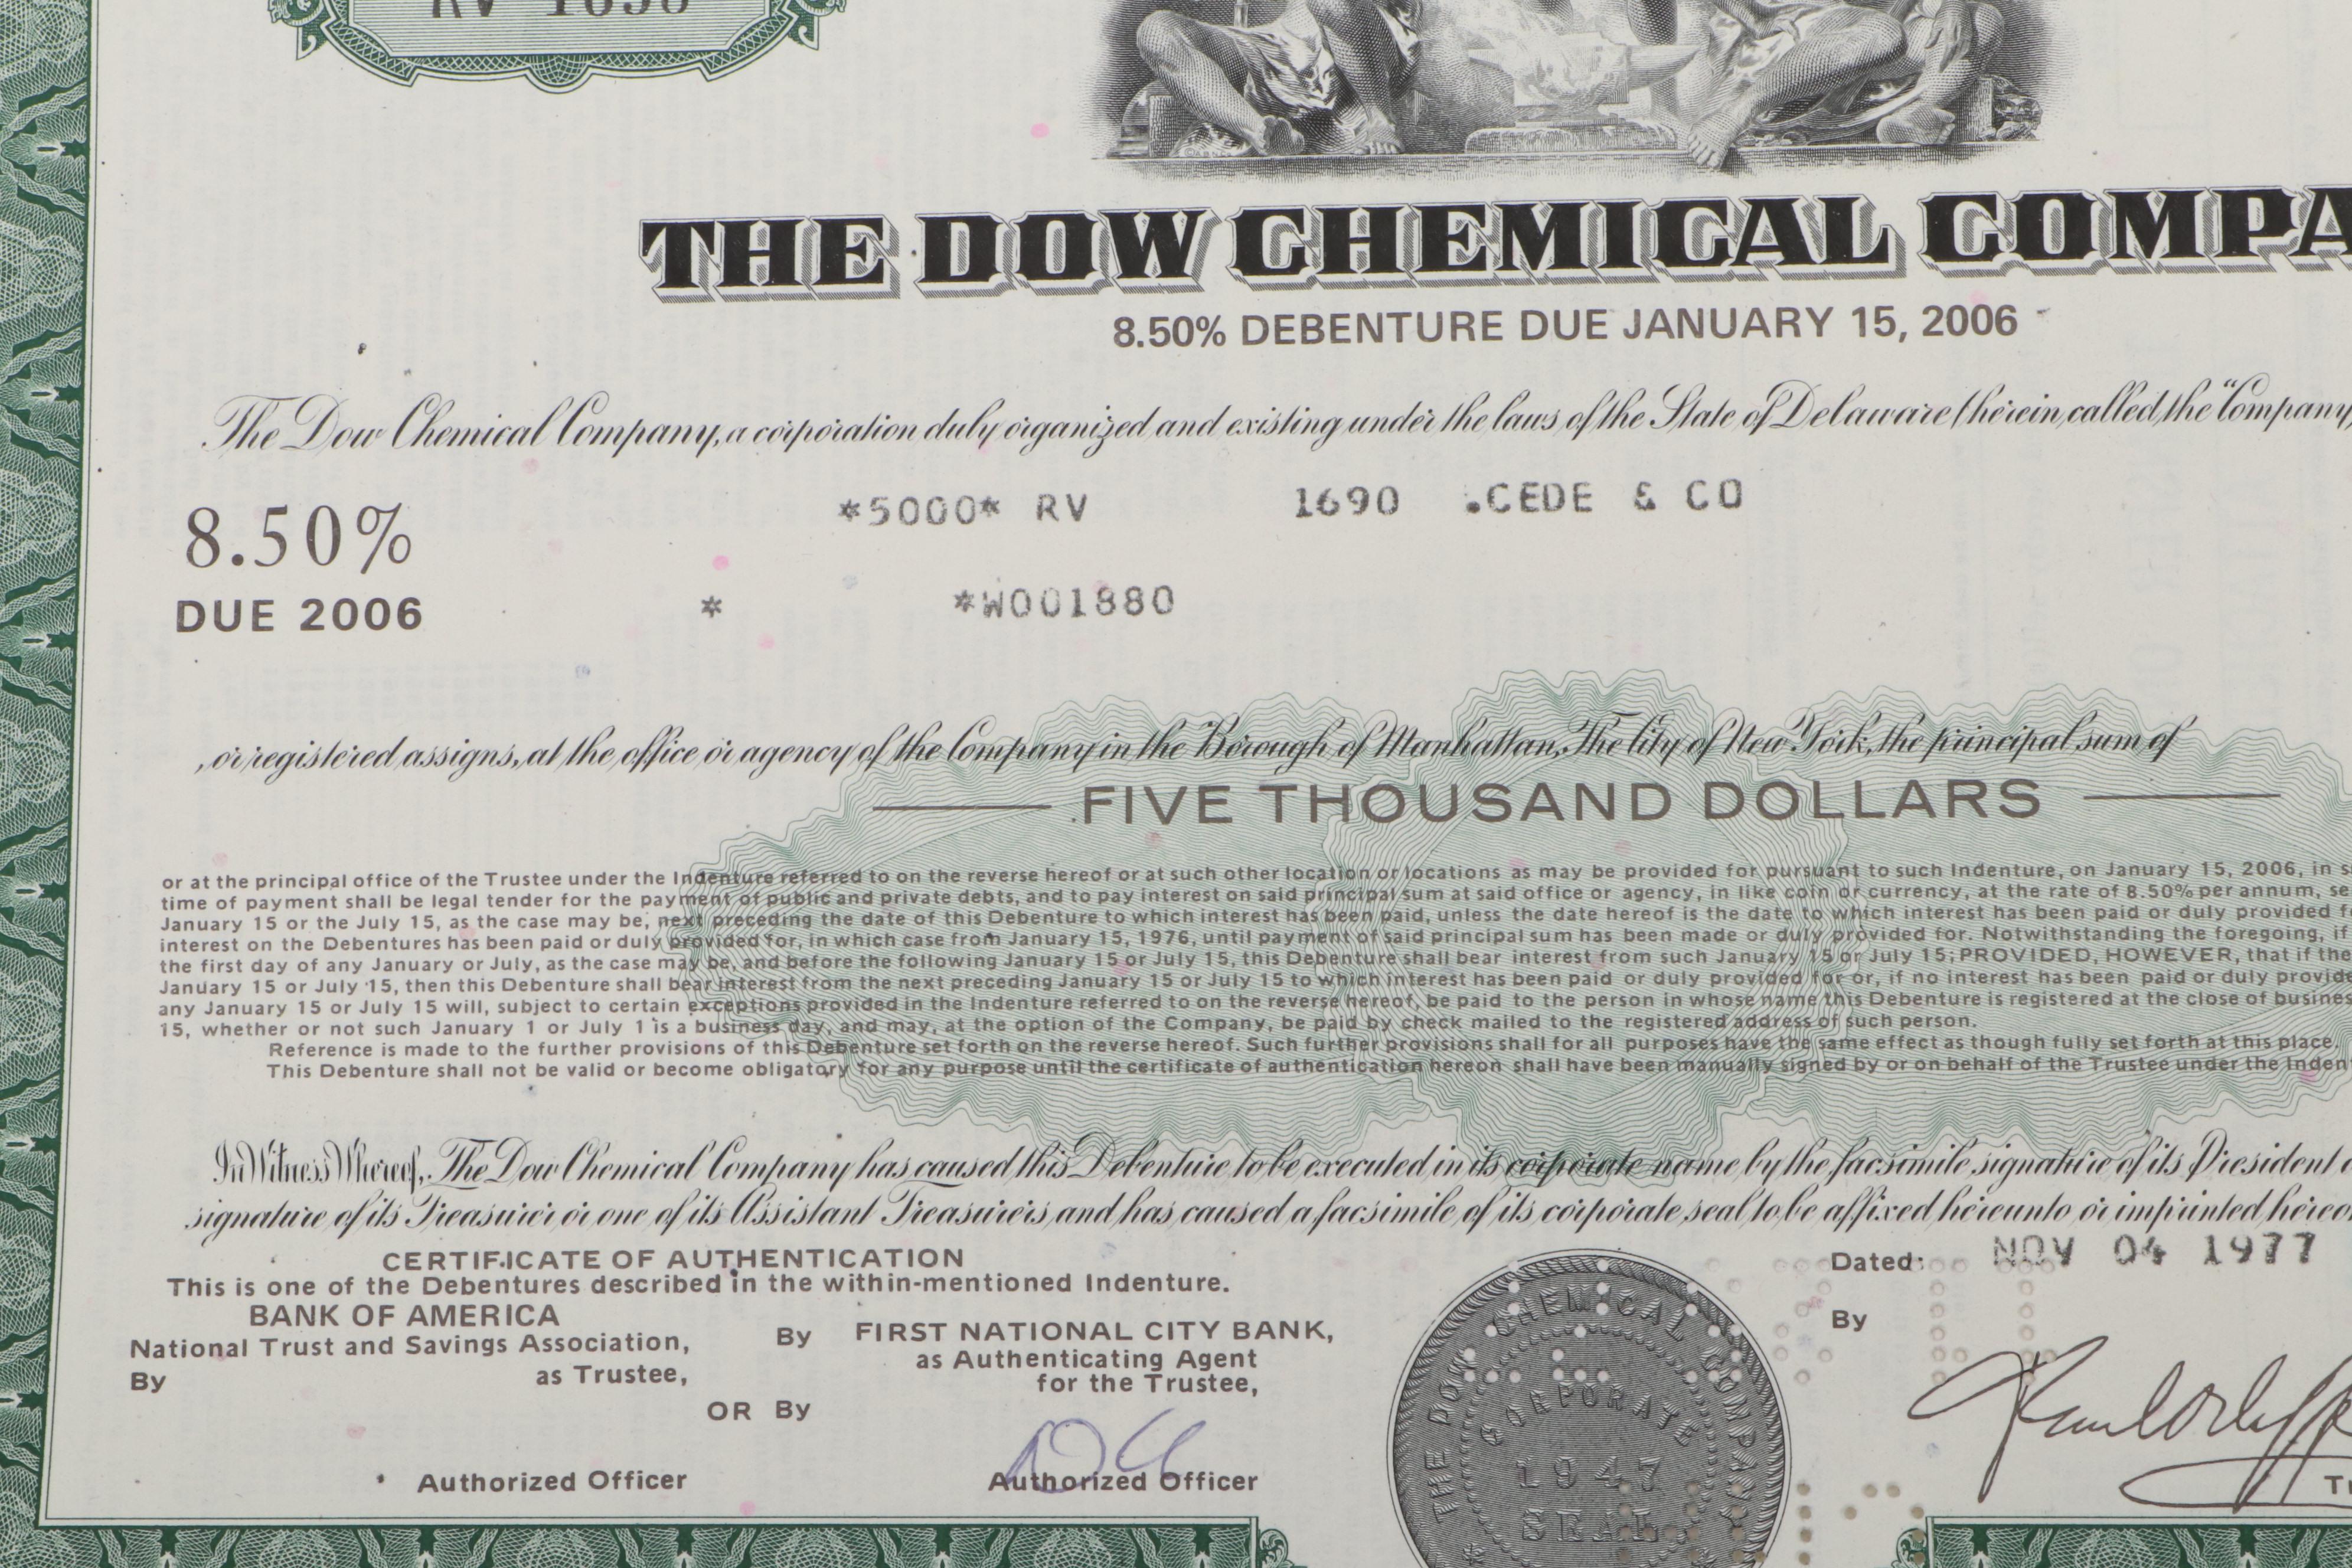 THE DOW CHEMICAL COMPA
8.50% DEBENTURE DUE JANUARY 15, 2006
The Dow Chemical Company, a corporation duly organized and existing under the laws of the State of Delaware (herein called the "Company
*5000* RV 1690 .CEDE & CO
8.50%
DUE 2006
* *W001880
, or registered assigns, at the office or agency of the Company in the Borough of Manhattan, The City of New York, the principal sum of
FIVE THOUSAND DOLLARS
or at the principal office of the Trustee under the Indenture referred to on the reverse hereof or at such other location or locations as may be provided for pursuant to such Indenture, on January 15, 2006, in
time of payment shall be legal tender for the payment of public and private debts, and to pay interest on said principal sum at said office or agency, in like coin or currency, at the rate of 8.50% per annum, se
January 15 or the July 15, as the case may be, next preceding the date of this Debenture to which interest has been paid, unless the date hereof is the date to which interest has been paid or duly provided
interest on the Debentures has been paid or duly provided for, in which case from January 15, 1976, until payment of said principal sum has been made or duly provided for. Notwithstanding the foregoing, if
the first day of any January or July, as the case may be, and before the following January 15 or July 15, this Debenture shall bear interest from such January 15 or July 15; PROVIDED, HOWEVER, that if the
January 15 or July 15, then this Debenture shall bear interest from the next preceding January 15 or July 15 to which interest has been paid or duly provided for or, if no interest has been paid or duly provide
any January 15 or July 15 will, subject to certain exceptions provided in the Indenture referred to on the reverse hereof, be paid to the person in whose name this Debenture is registered at the close of busines
15, whether or not such January 1 or July 1 is a business day, and may, at the option of the Company, be paid by check mailed to the registered address of such person.
Reference is made to the further provisions of this Debenture set forth on the reverse hereof. Such further provisions shall for all purposes have the same effect as though fully set forth at this place.
This Debenture shall not be valid or become obligatory for any purpose until the certificate of authentication hereon shall have been manually signed by or on behalf of the Trustee under the Inden
In Witness Whereof, The Dow Chemical Company has caused this Debenture to be executed in its corporate name by the facsimile signature of its President
signature of its Treasurer or one of its Assistant Treasurers and has caused a facsimile of its corporate seal to be affixed hereunto or imprinted hereo
CERTIFICATE OF AUTHENTICATION
This is one of the Debentures described in the within-mentioned Indenture.
BANK OF AMERICA
National Trust and Savings Association,
as Trustee,
By
Authorized Officer
By FIRST NATIONAL CITY BANK,
as Authenticating Agent
for the Trustee,
OR By
Authorized Officer
THE DOW CHEMICAL COMPANY
CORPORATE
1947
SEAL
Dated: NOV 04 1977
By